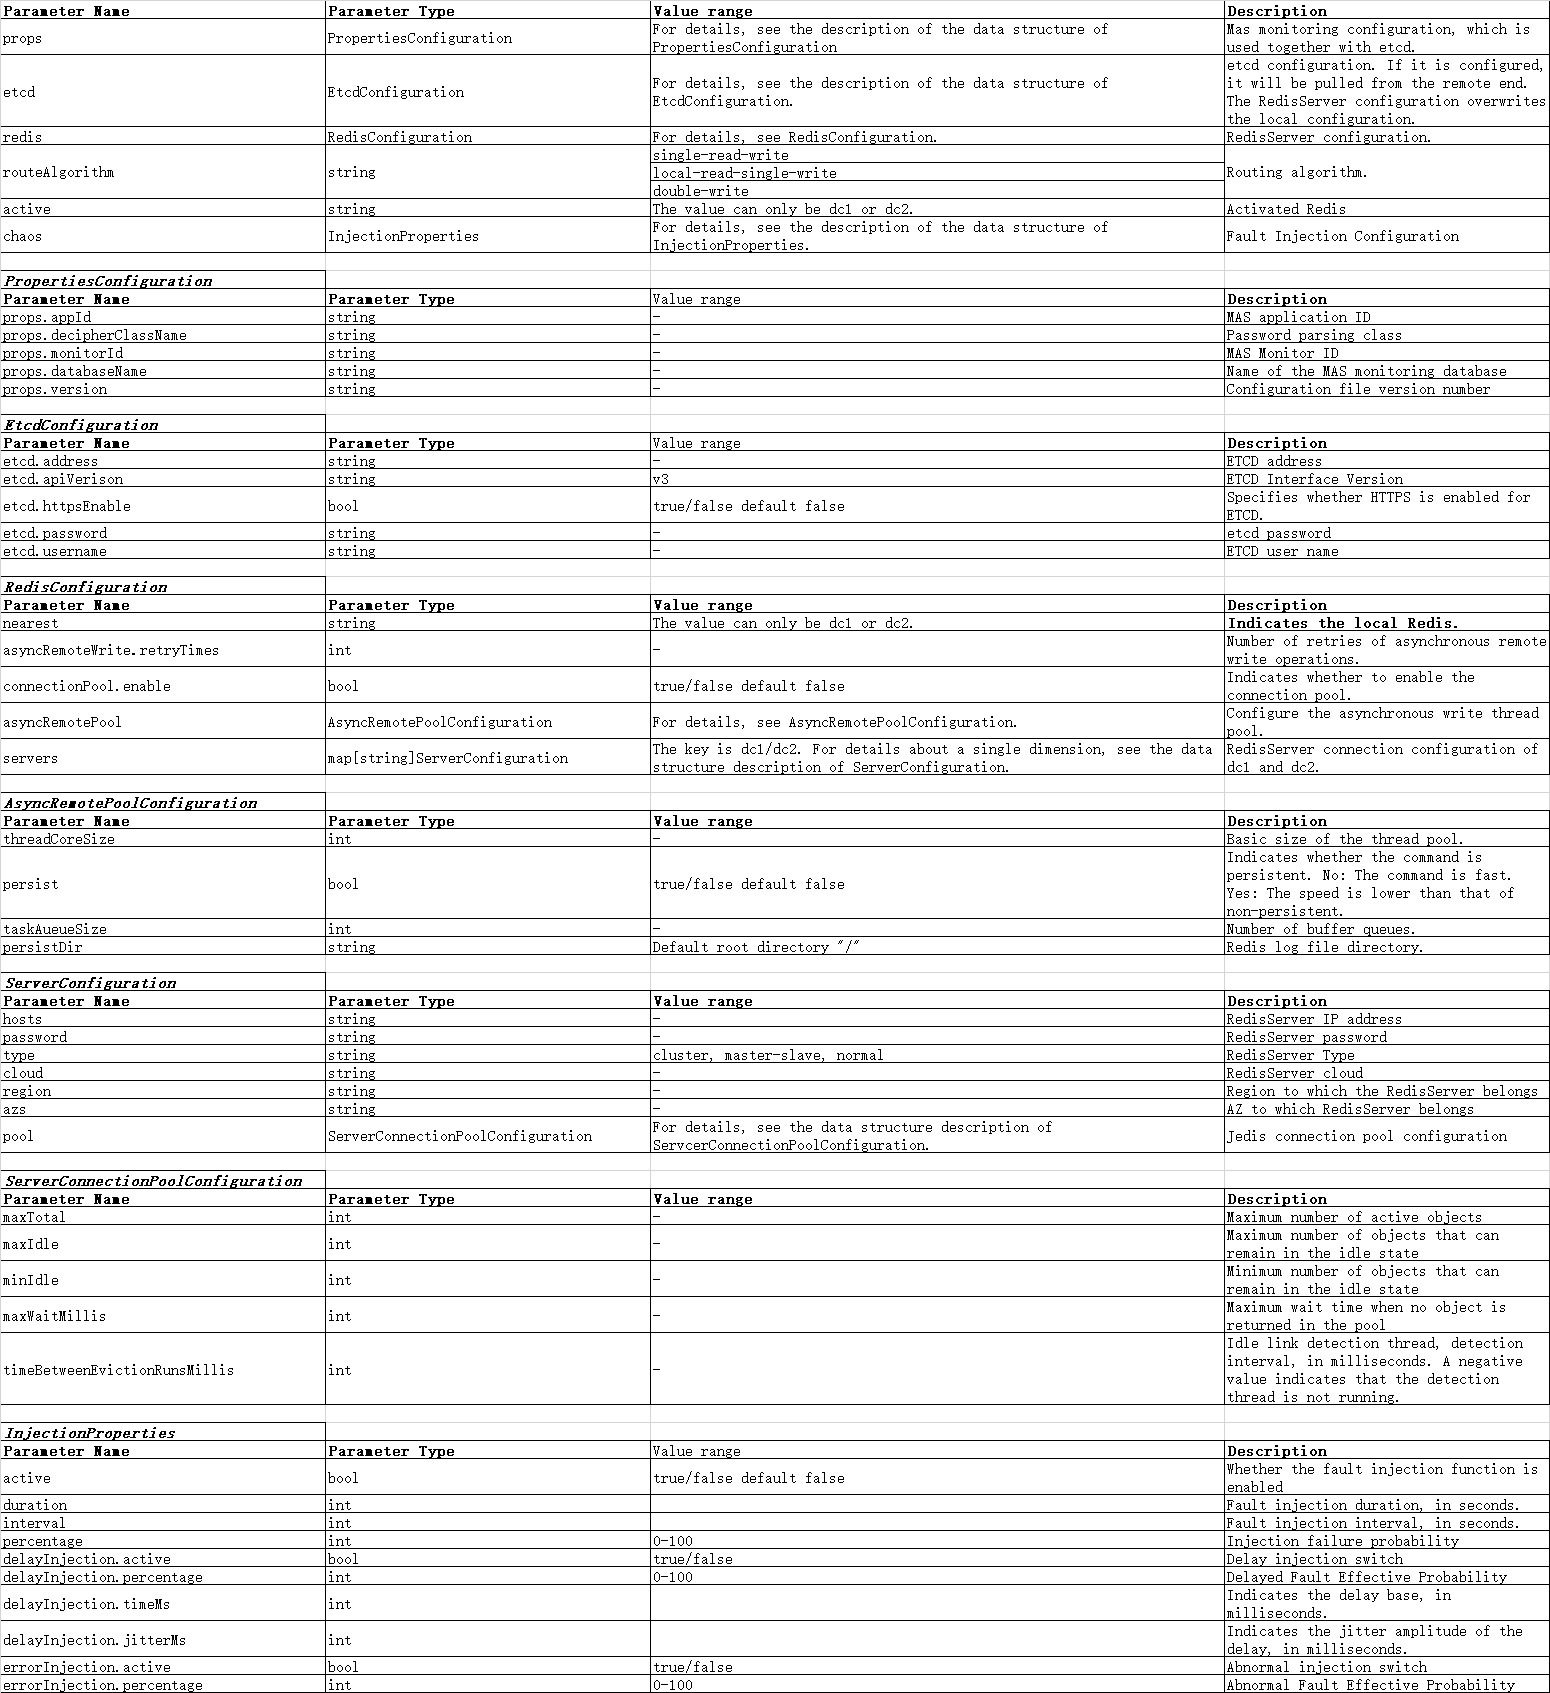 Parameter Name Parameter Type Value range Description
props PropertiesConfiguration For details, see the description of the data structure of PropertiesConfiguration Mas monitoring configuration, which is used together with etcd.
etcd EtcdConfiguration For details, see the description of the data structure of EtcdConfiguration. etcd configuration. If it is configured, it will be pulled from the remote end. The RedisServer configuration overwrites the local configuration.
redis RedisConfiguration For details, see RedisConfiguration. RedisServer configuration.
routeAlgorithm string single-read-write local-read-single-write double-write Routing algorithm.
active string The value can only be dc1 or dc2. Activated Redis
chaos InjectionProperties For details, see the description of the data structure of InjectionProperties. Fault Injection Configuration
PropertiesConfiguration
Parameter Name Parameter Type Value range Description
props.appId string - MAS application ID
props.decipherClassName string - Password parsing class
props.monitorId string - MAS Monitor ID
props.databaseName string - Name of the MAS monitoring database
props.version string - Configuration file version number
EtcdConfiguration
Parameter Name Parameter Type Value range Description
etcd.address string - ETCD address
etcd.apiVerison string v3 ETCD Interface Version
etcd.httpsEnable bool true/false default false Specifies whether HTTPS is enabled for ETCD.
etcd.password string - etcd password
etcd.username string - ETCD user name
RedisConfiguration
Parameter Name Parameter Type Value range Description
nearest string The value can only be dc1 or dc2. Indicates the local Redis.
asyncRemoteWrite.retryTimes int - Number of retries of asynchronous remote write operations.
connectionPool.enable bool true/false default false Indicates whether to enable the connection pool.
asyncRemotePool AsyncRemotePoolConfiguration For details, see AsyncRemotePoolConfiguration. Configure the asynchronous write thread pool.
servers map[string]ServerConfiguration The key is dc1/dc2. For details about a single dimension, see the data structure description of ServerConfiguration. RedisServer connection configuration of dc1 and dc2.
AsyncRemotePoolConfiguration
Parameter Name Parameter Type Value range Description
threadCoreSize int - Basic size of the thread pool.
persist bool true/false default false Indicates whether the command is persistent. No: The command is fast. Yes: The speed is lower than that of non-persistent.
taskAueueSize int - Number of buffer queues.
persistDir string Default root directory "/" Redis log file directory.
ServerConfiguration
Parameter Name Parameter Type Value range Description
hosts string - RedisServer IP address
password string - RedisServer password
type string cluster, master-slave, normal RedisServer Type
cloud string - RedisServer cloud
region string - Region to which the RedisServer belongs
azs string - AZ to which RedisServer belongs
pool ServerConnectionPoolConfiguration For details, see the data structure description of ServcerConnectionPoolConfiguration. Jedis connection pool configuration
ServerConnectionPoolConfiguration
Parameter Name Parameter Type Value range Description
maxTotal int - Maximum number of active objects
maxIdle int - Maximum number of objects that can remain in the idle state
minIdle int - Minimum number of objects that can remain in the idle state
maxWaitMillis int - Maximum wait time when no object is returned in the pool
timeBetweenEvictionRunsMillis int - Idle link detection thread, detection interval, in milliseconds. A negative value indicates that the detection thread is not running.
InjectionProperties
Parameter Name Parameter Type Value range Description
active bool true/false default false Whether the fault injection function is enabled
duration int Fault injection duration, in seconds.
interval int Fault injection interval, in seconds.
percentage int 0-100 Injection failure probability
delayInjection.active bool true/false Delay injection switch
delayInjection.percentage int 0-100 Delayed Fault Effective Probability
delayInjection.timeMs int Indicates the delay base, in milliseconds.
delayInjection.jitterMs int Indicates the jitter amplitude of the delay, in milliseconds.
errorInjection.active bool true/false Abnormal injection switch
errorInjection.percentage int 0-100 Abnormal Fault Effective Probability